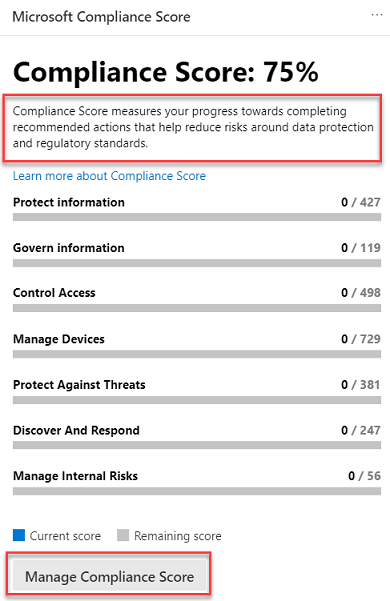 Microsoft Compliance Score ...
Compliance Score: 75%
Compliance Score measures your progress towards completing
recommended actions that help reduce risks around data protection
and regulatory standards.
Learn more about Compliance Score
Protect information 0 / 427
Govern information 0 / 119
Control Access 0 / 498
Manage Devices 0 / 729
Protect Against Threats 0 / 381
Discover And Respond 0 / 247
Manage Internal Risks 0 / 56
Current score Remaining score
Manage Compliance Score